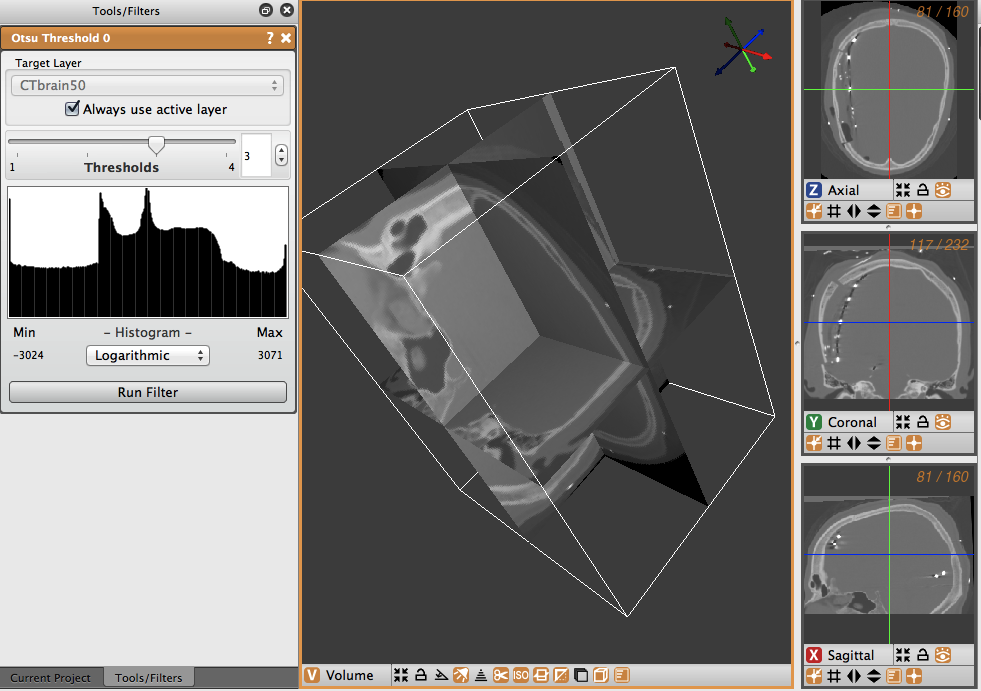 Tools/Filters
Otsu Threshold 0
?
Target Layer
CTbrain50
Always use active layer
3
1 Thresholds 4
Min – Histogram – Max
-3024 Logarithmic 3071
Run Filter
Current Project Tools/Filters
V Volume
ISO
81 / 160
Z Axial
117 / 232
Y Coronal
81 / 160
X Sagittal